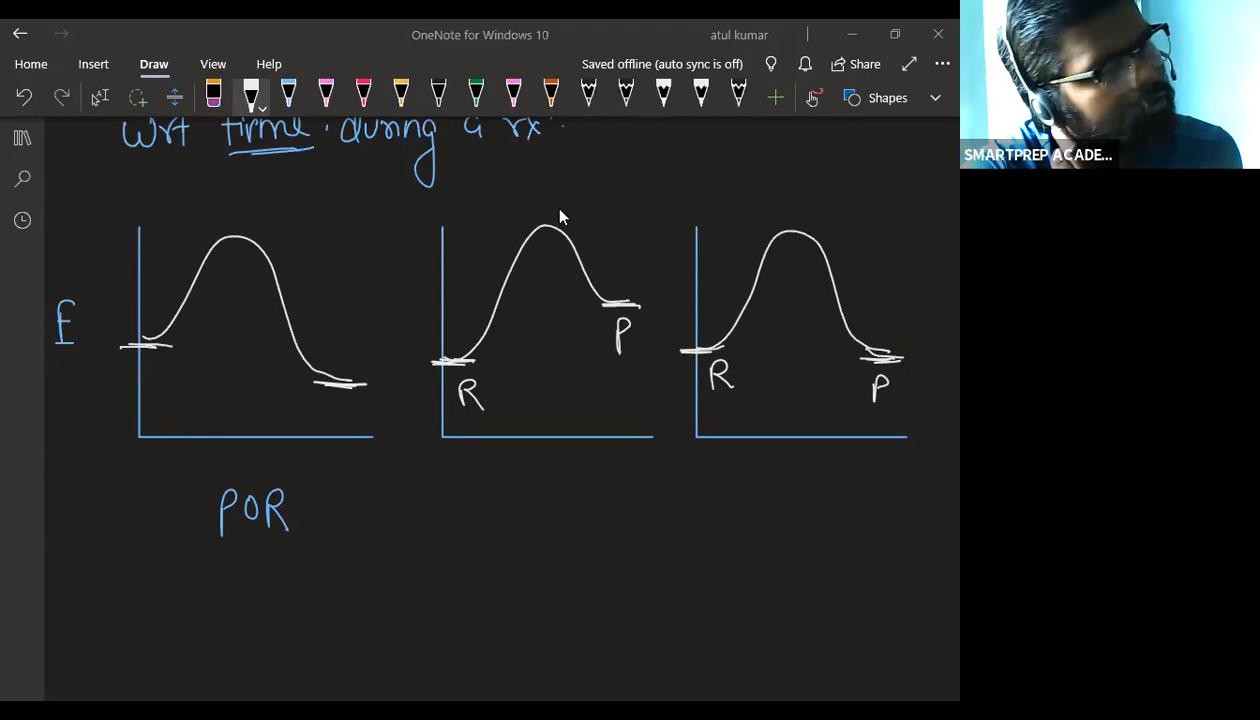 OneNote for Windows 10
atul kumar
Home Insert Draw View Help
Saved offline (auto sync is off)
Share
Shapes
SMARTPREP ACADE...
wrt time. during a rxn.
E
R
P
R
P
POR